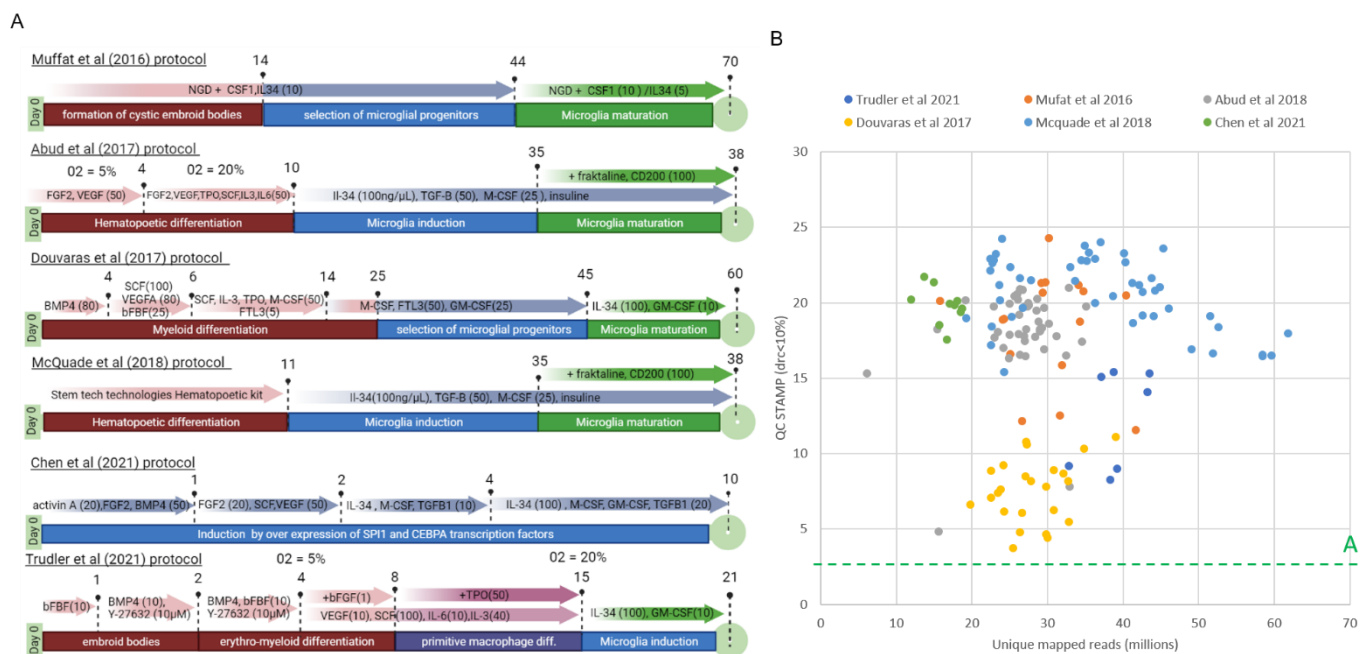 A
Muffat et al (2016) protocol
14
44
70
NGD + CSF1,IL34 (10)
NGD + CSF1 (10 ) /IL34 (5)
Day 0
formation of cystic embroid bodies
selection of microglial progenitors
Microglia maturation
Abud et al (2017) protocol
35
38
02 = 5%
4
02 = 20%
10
+ fraktaline, CD200 (100)
FGF2, VEGF (50)
FGF2,VEGF,TPO,SCF,IL3,IL6(50)
Il-34 (100ng/µL), TGF-B (50), M-CSF (25 ), insuline
Day 0
Hematopoetic differentiation
Microglia induction
Microglia maturation
Douvaras et al (2017) protocol
4
6
14
25
45
60
BMP4 (80)
SCF(100)
VEGFA (80)
bFBF(25)
SCF, IL-3, TPO, M-CSF(50)
FTL3(5)
M-CSF, FTL3(50), GM-CSF(25)
IL-34 (100), GM-CSF (10)
Day 0
Myeloid differentiation
selection of microglial progenitors
Microglia maturation
McQuade et al (2018) protocol
11
35
38
+ fraktaline, CD200 (100)
Stem tech technologies Hematopoetic kit
Il-34(100ng/µL), TGF-B (50), M-CSF (25), insuline
Day 0
Hematopoetic differentiation
Microglia induction
Microglia maturation
Chen et al (2021) protocol
1
2
4
10
activin A (20),FGF2, BMP4 (50)
FGF2 (20), SCF,VEGF (50)
IL-34 , M-CSF, TGFB1 (10)
IL-34 (100), M-CSF, GM-CSF, TGFB1 (20)
Day 0
Induction by over expression of SPI1 and CEBPA transcription factors
Trudler et al (2021) protocol
02 = 5%
02 = 20%
1
2
4
8
15
21
bFBF(10)
BMP4 (10),
Y-27632 (10µM)
BMP4, bFBF(10)
Y-27632 (10µM)
+bFGF(1)
+TPO(50)
VEGF(10), SCF(100), IL-6(10),IL-3(40)
IL-34 (100), GM-CSF(10)
Day 0
embroid bodies
erythro-myeloid differentiation
primitive macrophage diff.
Microglia induction
B
Trudler et al 2021
Mufat et al 2016
Abud et al 2018
Douvaras et al 2017
Mcquade et al 2018
Chen et al 2021
QC STAMP (drc<10%)
30
25
20
15
10
5
0
A
0 10 20 30 40 50 60 70
Unique mapped reads (millions)